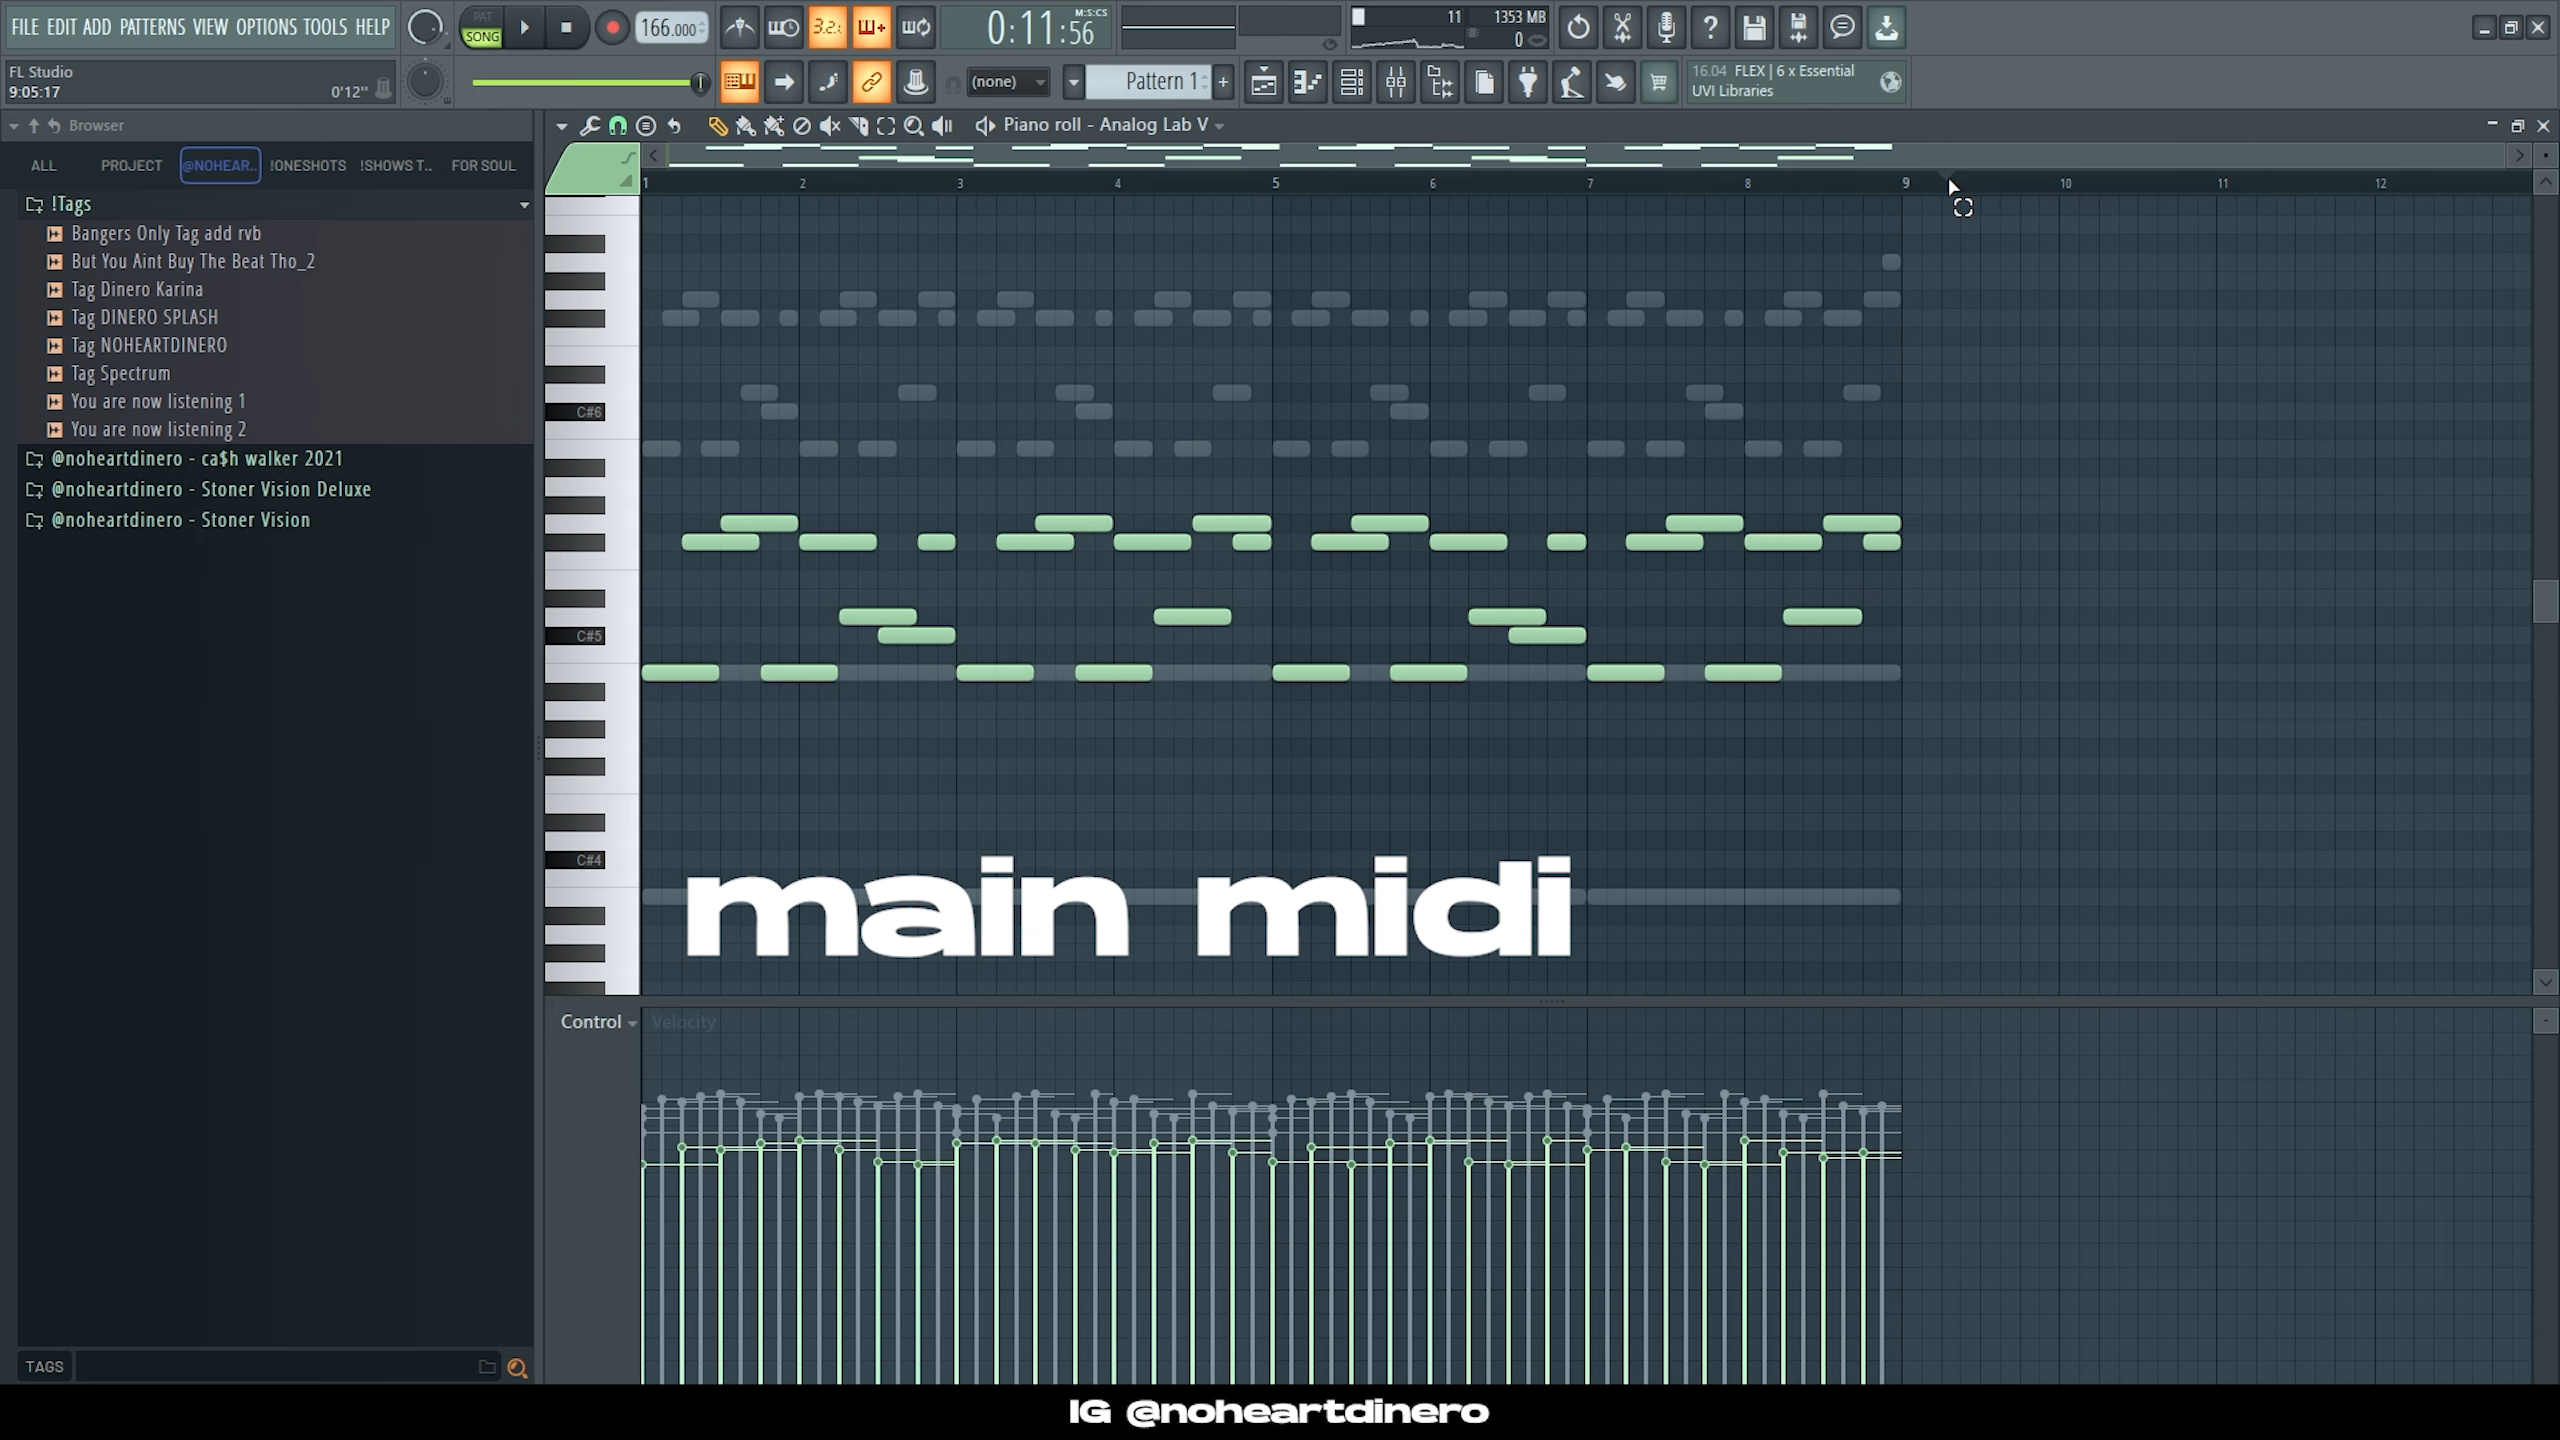 FILE EDIT ADD PATTERNS VIEW OPTIONS TOOLS HELP
PAT
SONG
166.000
3.2.
M:S:CS
0:11:56
11
1353 MB
0
FL Studio
9:05:17
0'12"
(none)
Pattern 1
16.04 FLEX | 6 x Essential
UVI Libraries
Browser
Piano roll - Analog Lab V
ALL PROJECT @NOHEAR.. !ONESHOTS !SHOWS T... FOR SOUL
1 2 3 4 5 6 7 8 9 10 11 12
!Tags
Bangers Only Tag add rvb
But You Aint Buy The Beat Tho_2
Tag Dinero Karina
Tag DINERO SPLASH
Tag NOHEARTDINERO
Tag Spectrum
You are now listening 1
You are now listening 2
@noheartdinero - ca$h walker 2021
@noheartdinero - Stoner Vision Deluxe
@noheartdinero - Stoner Vision
C#6
C#5
C#4
main midi
Control
Velocity
TAGS
IG @noheartdinero